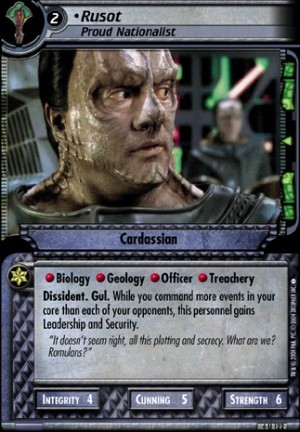 2 • Rusot
Proud Nationalist
Cardassian
• Biology • Geology • Officer • Treachery
Dissident. Gul. While you command more events in your
core than each of your opponents, this personnel gains
Leadership and Security.
"It doesn't seem right, all this plotting and secrecy. What are we?
Romulans?"
INTEGRITY 4 CUNNING 5 STRENGTH 6